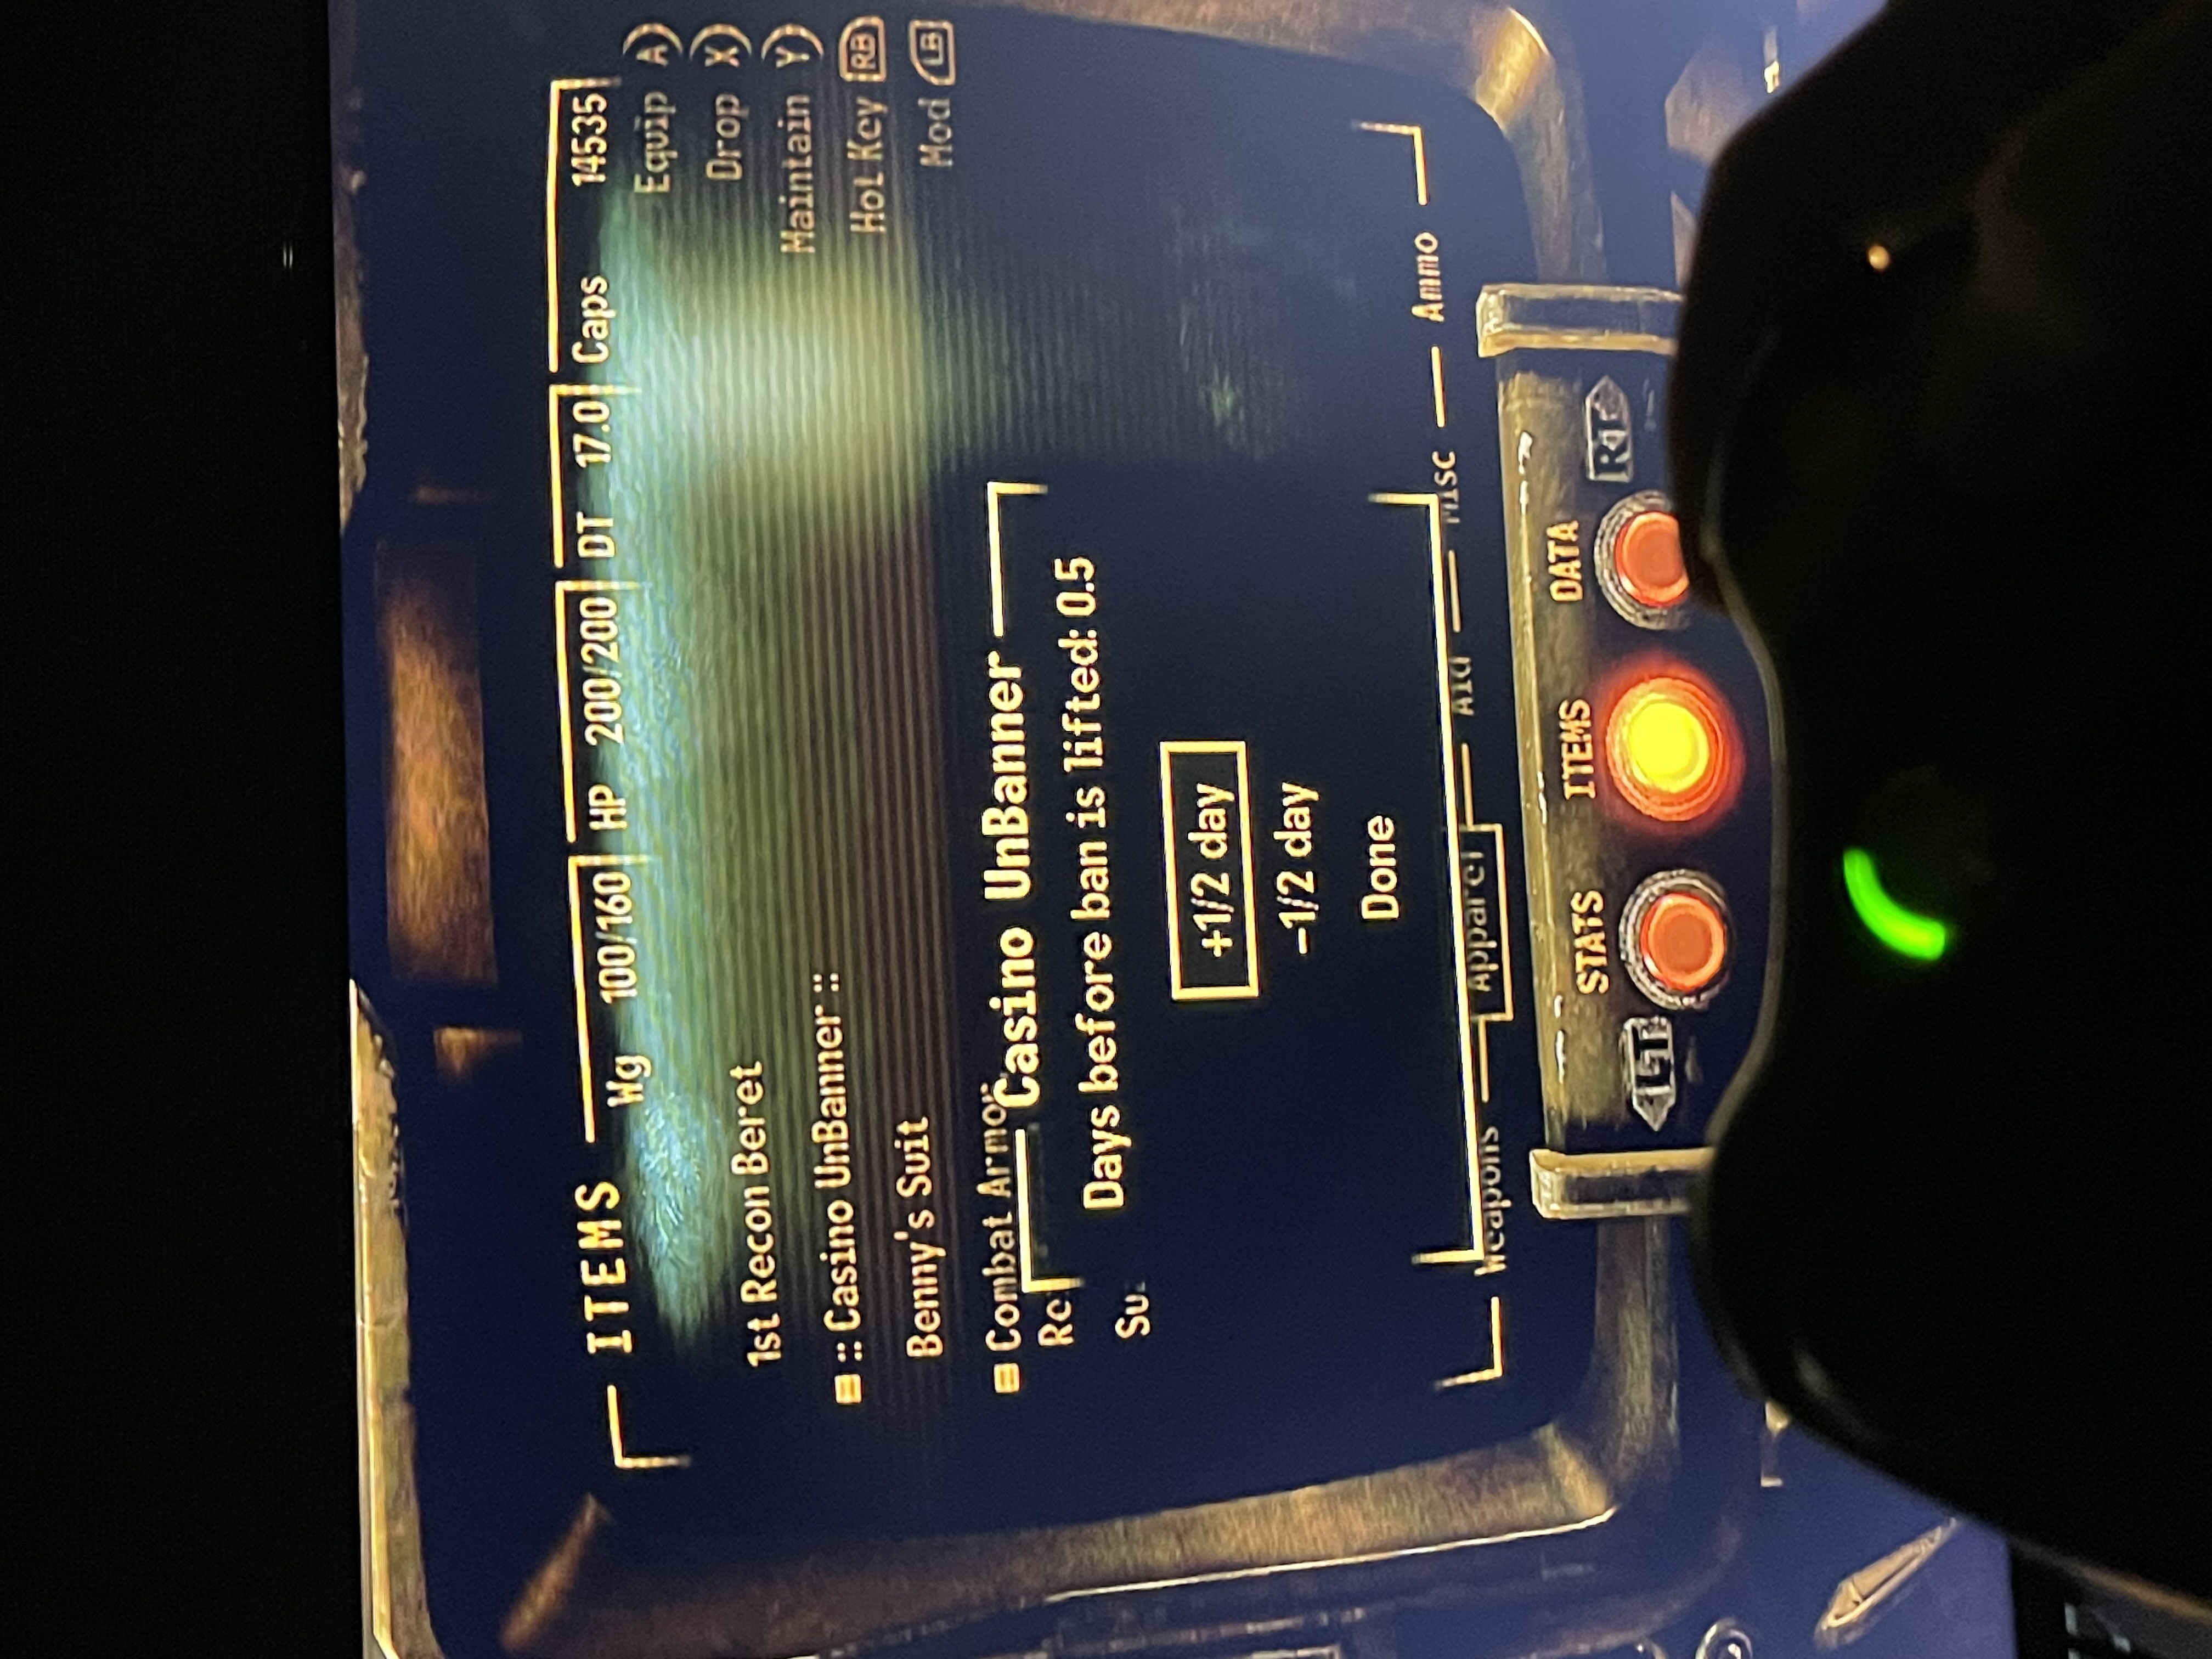 ITEMS Wg 100/160 HP 200/200 DT 17.0 Caps 14535
Equip A)
Drop X)
Maintain Y)
Hot Key RB
Mod LB
1st Recon Beret
:: Casino UnBanner ::
Benny's Suit
Combat Armor
Re
Su
Casino UnBanner
Days before ban is lifted: 0.5
+1/2 day
–1/2 day
Done
Weapons Apparel Aid Misc Ammo
STATS ITEMS DATA
LT RT